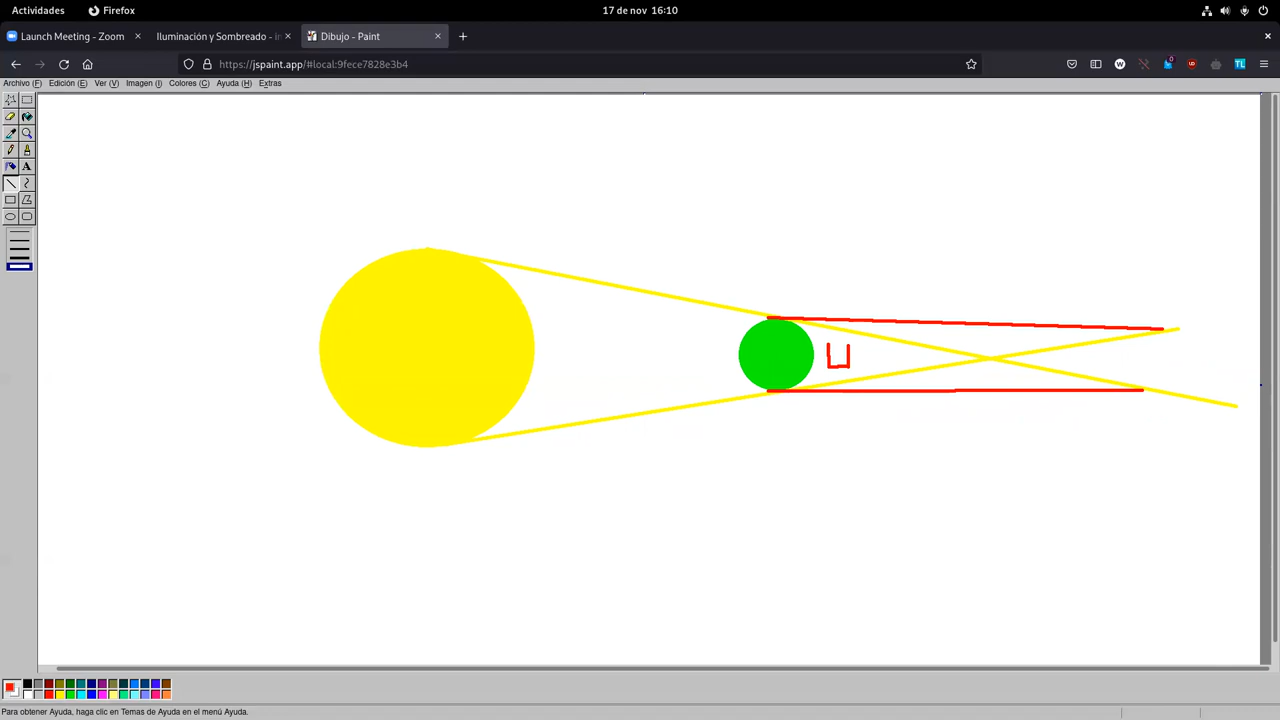 Actividades Firefox 17 de nov 16:10
Launch Meeting - Zoom Iluminación y Sombreado - in Dibujo - Paint
https://jspaint.app/#local:9fece7828e3b4
Archivo (F) Edición (E) Ver (V) Imagen (I) Colores (C) Ayuda (H) Extras
U
Para obtener Ayuda, haga clic en Temas de Ayuda en el menú Ayuda.